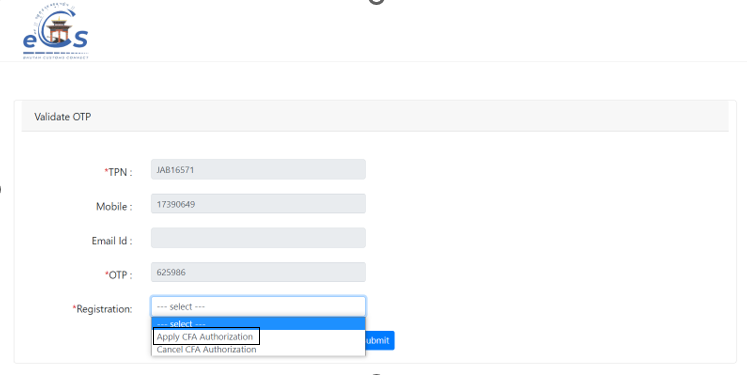 eCS
BHUTAN CUSTOMS CONNECT
Validate OTP
*TPN :
JAB16571
Mobile :
17390649
Email Id :
*OTP :
625986
*Registration:
--- select ---
--- select ---
Apply CFA Authorization
ubmit
Cancel CFA Authorization